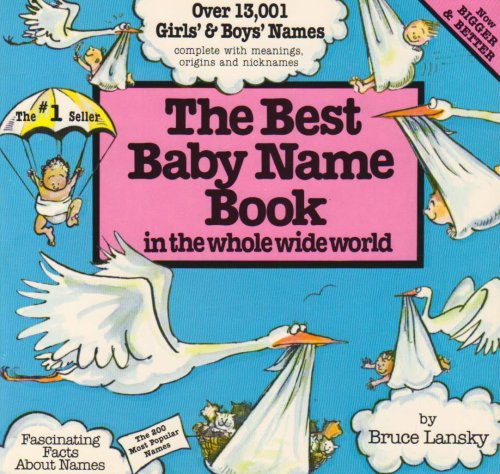 Over 13,001
Girls' & Boys' Names
complete with meanings,
origins and nicknames
Now
BIGGER
& BETTER
The #1 Seller
The Best
Baby Name
Book
in the whole wide world
Fascinating
Facts
About Names
The 200
Most Popular
Names
by
Bruce Lansky